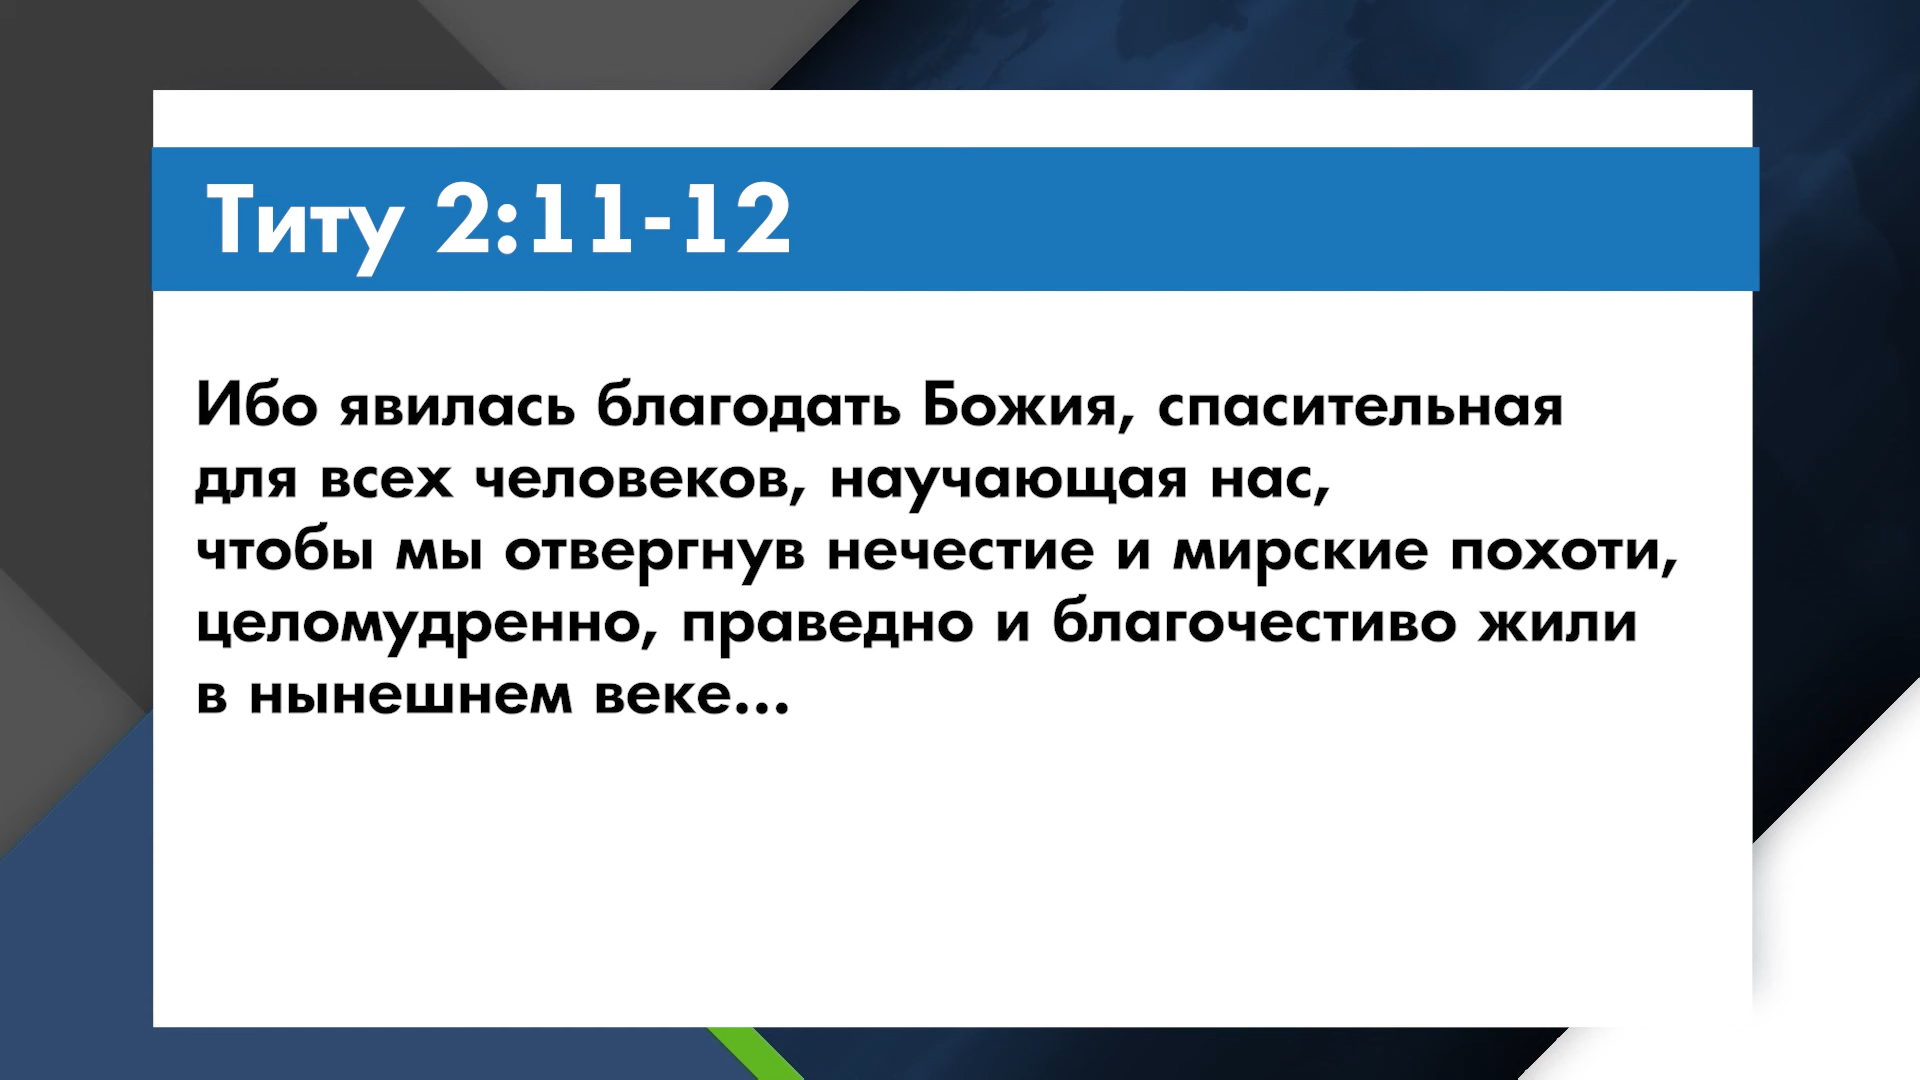 Титу 2:11-12
Ибо явилась благодать Божия, спасительная
для всех человеков, научающая нас,
чтобы мы отвергнув нечестие и мирские похоти,
целомудренно, праведно и благочестиво жили
в нынешнем веке...